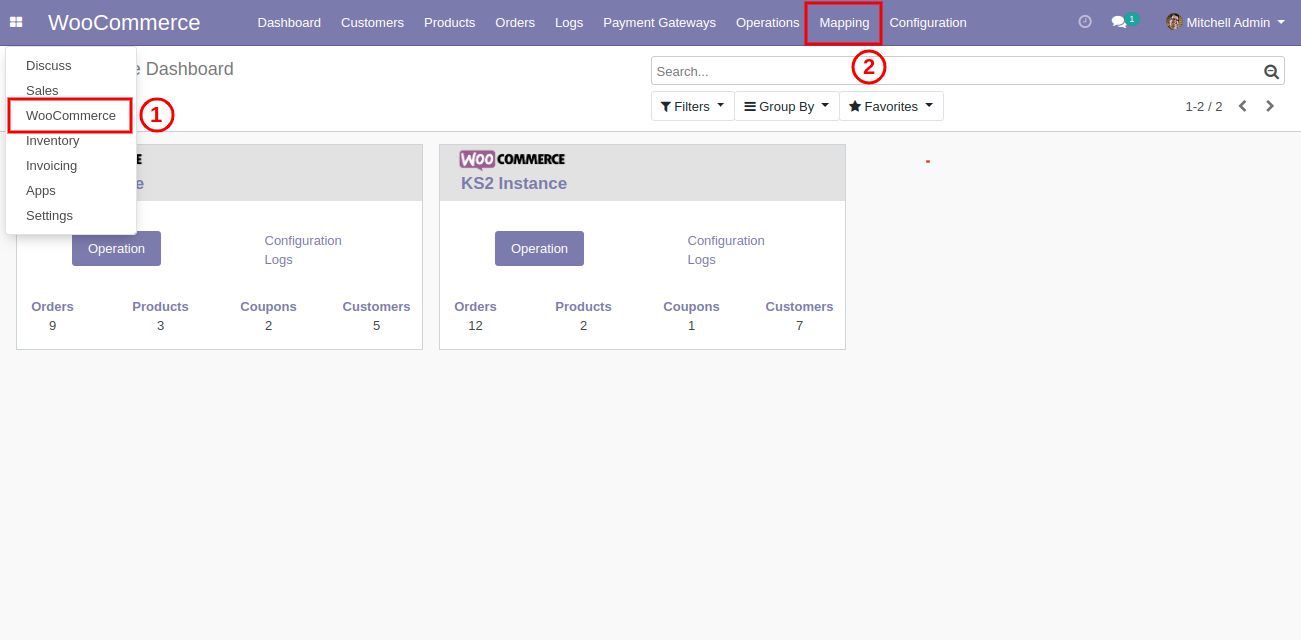 WooCommerce Dashboard Customers Products Orders Logs Payment Gateways Operations Mapping Configuration 1 Mitchell Admin
Discuss
e Dashboard
Search...
2
Sales
WooCommerce
1
Filters Group By Favorites 1-2 / 2
Inventory
Invoicing
Apps
Settings
E
e
Operation
Configuration
Logs
Orders Products Coupons Customers
9 3 2 5
WOO COMMERCE
KS2 Instance
Operation
Configuration
Logs
Orders Products Coupons Customers
12 2 1 7